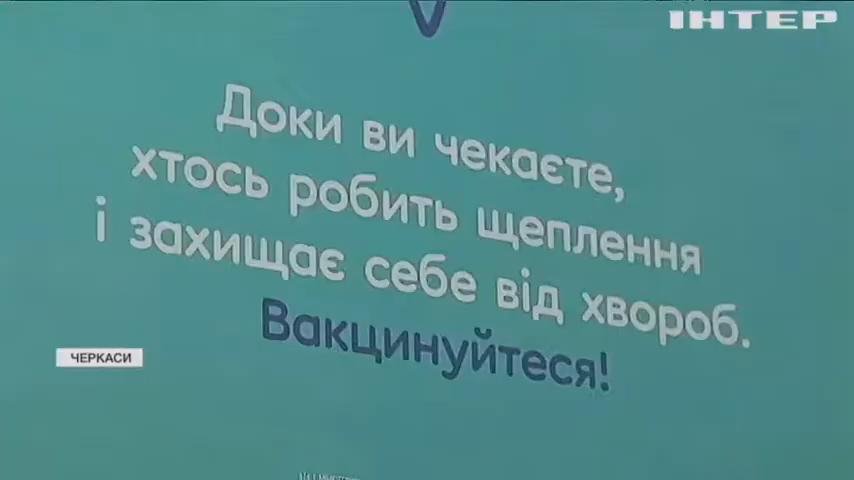 ІНТЕР
Доки ви чекаєте,
хтось робить щеплення
і захищає себе від хвороб.
Вакцинуйтеся!
ЧЕРКАСИ